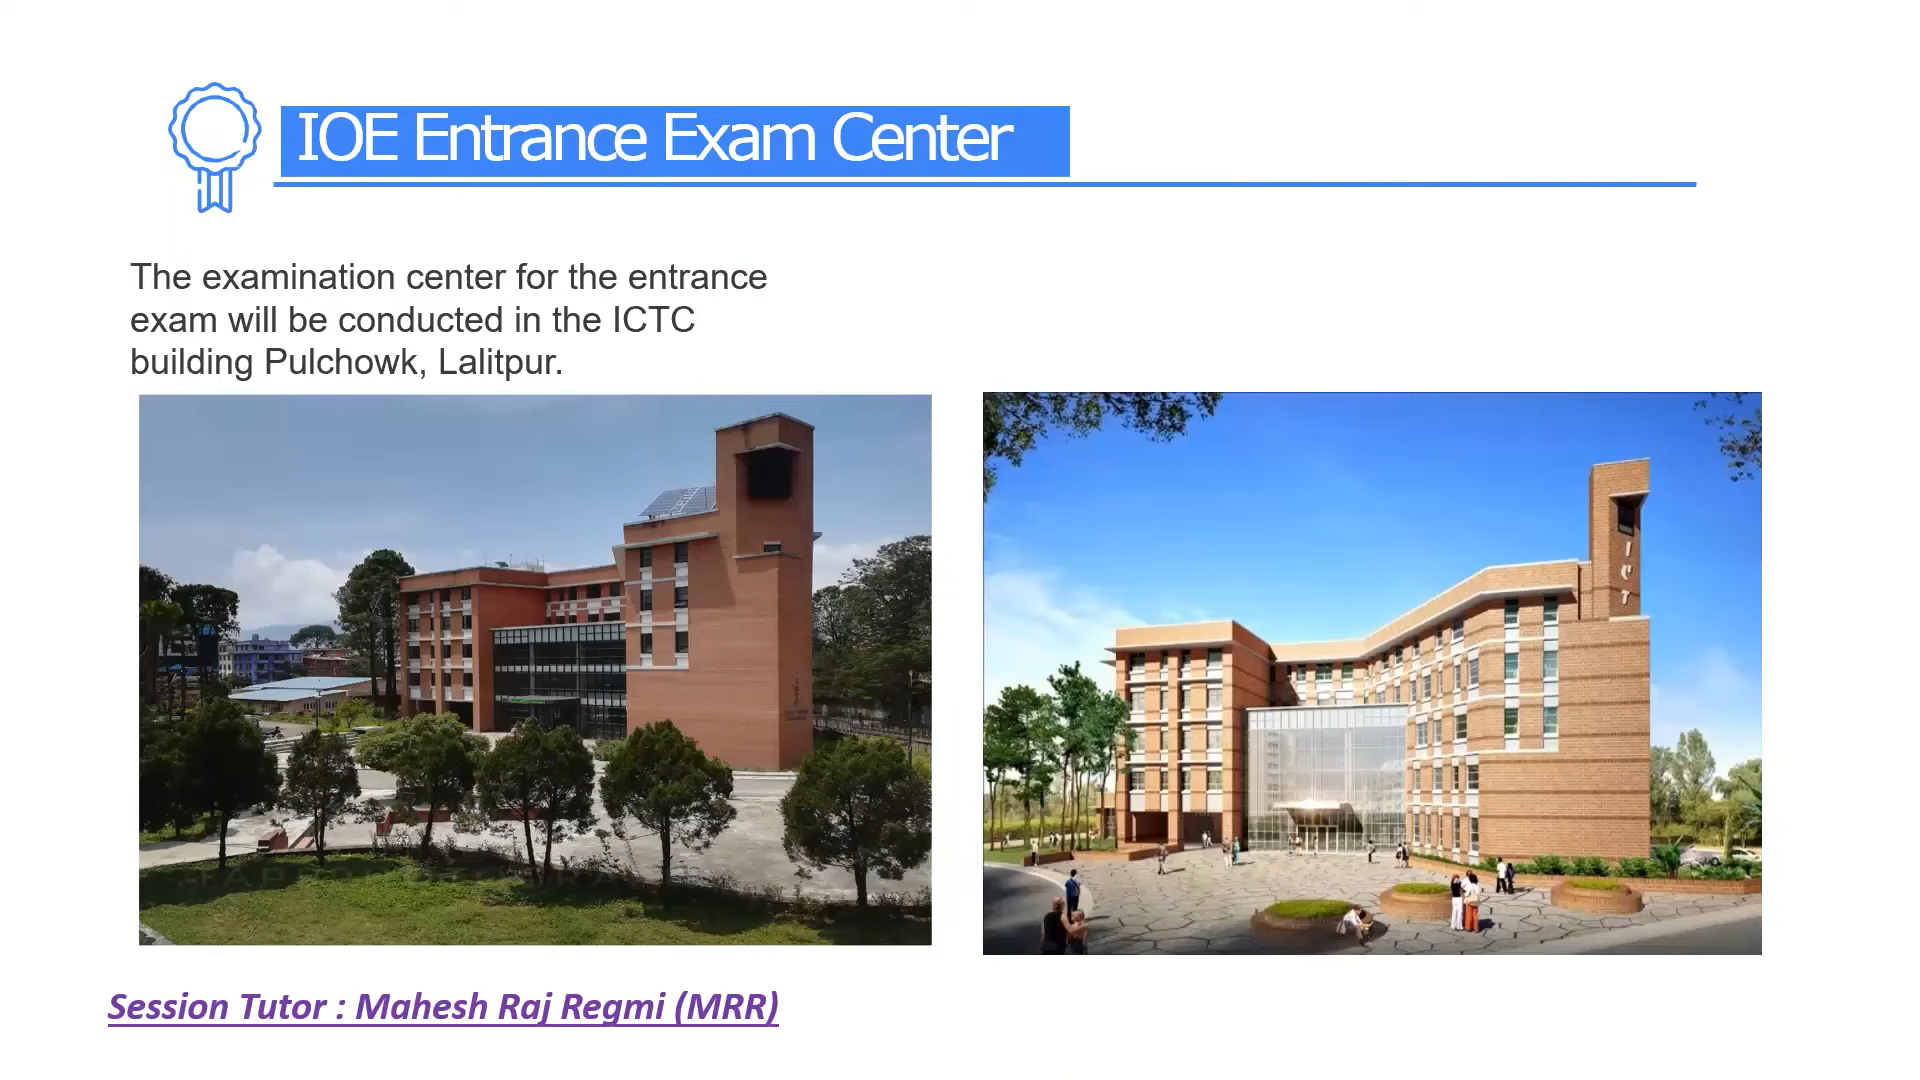 IOE Entrance Exam Center
The examination center for the entrance
exam will be conducted in the ICTC
building Pulchowk, Lalitpur.
ICT
Session Tutor : Mahesh Raj Regmi (MRR)